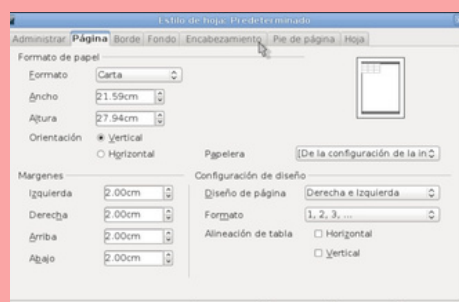 Estilo de hoja: Predeterminado
Administrar Página Borde Fondo Encabezamiento Pie de página Hoja
Formato de papel
Formato Carta
Ancho 21.59cm
Altura 27.94cm
Orientación Vertical
Horizontal Papelera [De la configuración de la in
Margenes Configuración de diseño
Izquierda 2.00cm Diseño de página Derecha e Izquierda
Derecha 2.00cm Formato 1, 2, 3, ...
Arriba 2.00cm Alineación de tabla Horizontal
Abajo 2.00cm Vertical